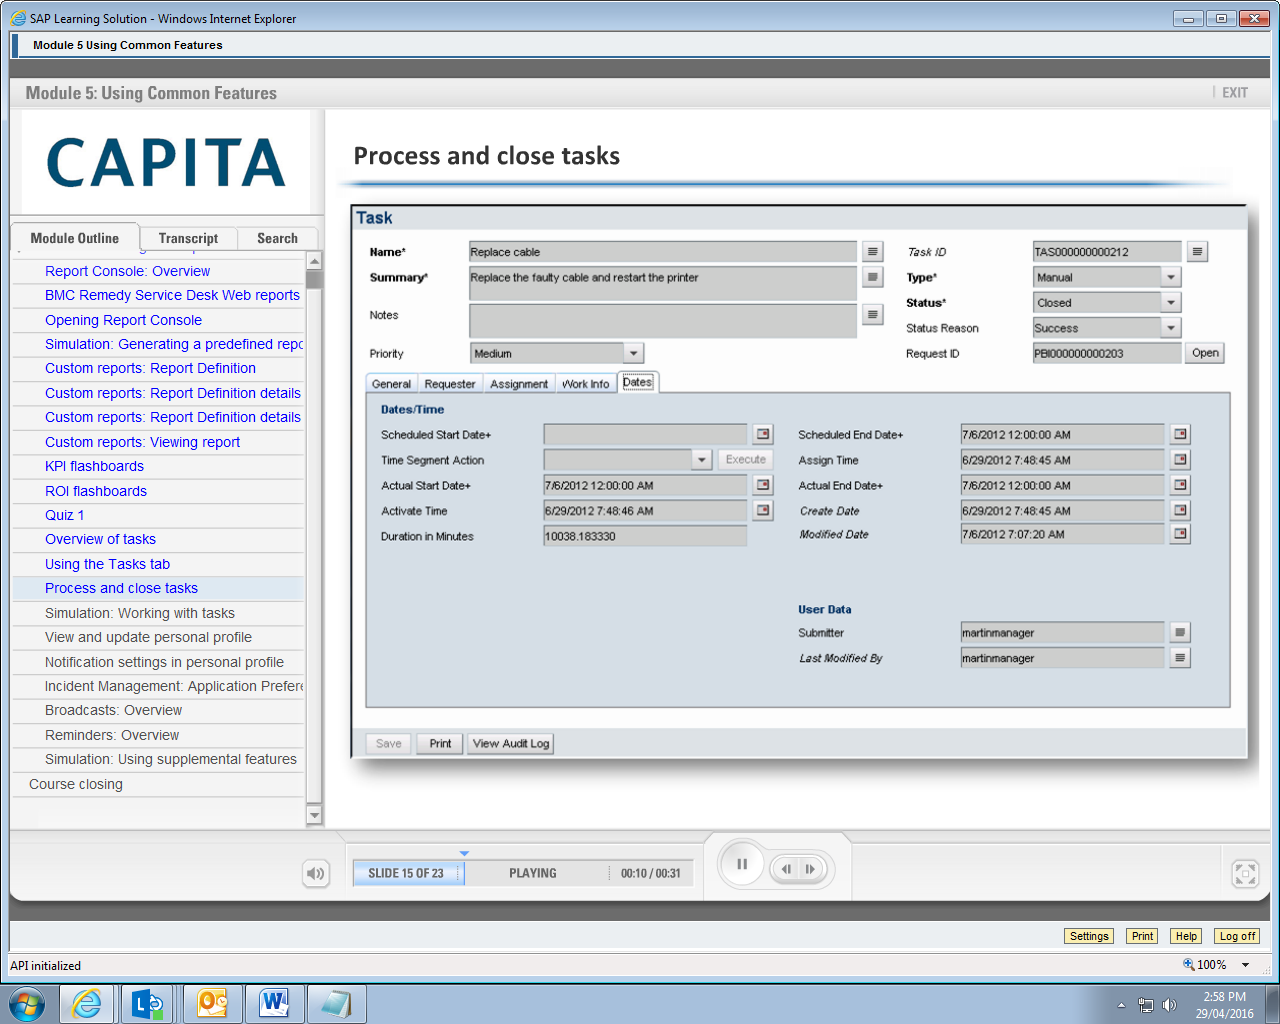 SAP Learning Solution - Windows Internet Explorer
Module 5 Using Common Features
Module 5: Using Common Features
EXIT
CAPITA
Module Outline
Transcript
Search
Report Console: Overview
BMC Remedy Service Desk Web reports
Opening Report Console
Simulation: Generating a predefined repo
Custom reports: Report Definition
Custom reports: Report Definition details
Custom reports: Report Definition details
Custom reports: Viewing report
KPI flashboards
ROI flashboards
Quiz 1
Overview of tasks
Using the Tasks tab
Process and close tasks
Simulation: Working with tasks
View and update personal profile
Notification settings in personal profile
Incident Management: Application Prefere
Broadcasts: Overview
Reminders: Overview
Simulation: Using supplemental features
Course closing
Process and close tasks
Task
Name* Replace cable Task ID TAS000000000212
Summary* Replace the faulty cable and restart the printer Type* Manual
Status* Closed
Notes Status Reason Success
Priority Medium Request ID PBI000000000203 Open
General Requester Assignment Work Info Dates
Dates/Time
Scheduled Start Date+ Scheduled End Date+ 7/6/2012 12:00:00 AM
Time Segment Action Execute Assign Time 6/29/2012 7:48:45 AM
Actual Start Date+ 7/6/2012 12:00:00 AM Actual End Date+ 7/6/2012 12:00:00 AM
Activate Time 6/29/2012 7:48:46 AM Create Date 6/29/2012 7:48:45 AM
Duration in Minutes 10038.183330 Modified Date 7/6/2012 7:07:20 AM
User Data
Submitter martinmanager
Last Modified By martinmanager
Save Print View Audit Log
SLIDE 15 OF 23 PLAYING 00:10 / 00:31
Settings Print Help Log off
API initialized
100%
2:58 PM
29/04/2016